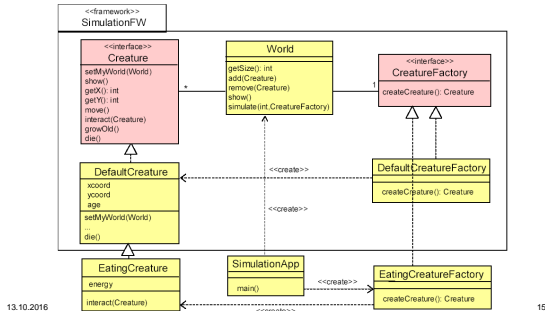 <<framework>>
SimulationFW
<<interface>>
Creature
setMyWorld(World)
show()
getX(): int
getY(): int
move()
interact(Creature)
growOld()
die()
*
World
getSize(): int
add(Creature)
remove(Creature)
show()
simulate(int,CreatureFactory)
1
<<interface>>
CreatureFactory
createCreature(): Creature
DefaultCreature
xcoord
ycoord
age
setMyWorld(World)
...
die()
<<create>>
<<create>>
DefaultCreatureFactory
createCreature(): Creature
EatingCreature
energy
interact(Creature)
SimulationApp
main()
<<create>>
<<create>>
EatingCreatureFactory
createCreature(): Creature
13.10.2016
15